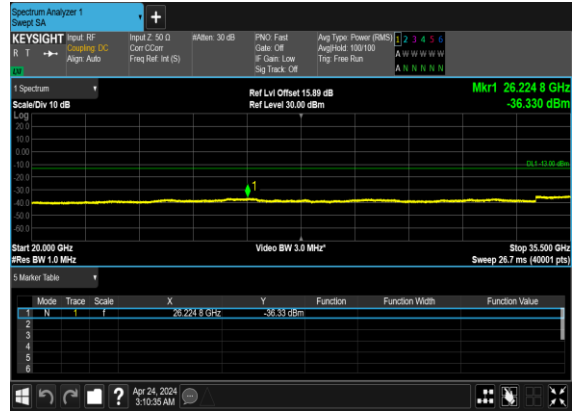 Spectrum Analyzer 1
Swept SA
+
KEYSIGHT Input: RF Input Z: 50 Ω #Atten: 30 dB PNO: Fast Avg Type: Power (RMS) 1 2 3 4 5 6
R T Coupling: DC Corr CCorr Gate: Off Avg|Hold: 100/100 A W W W W W
Align: Auto Freq Ref: Int (S) IF Gain: Low Trig: Free Run
Sig Track: Off A N N N N N
1 Spectrum Ref Lvl Offset 15.89 dB Mkr1 26.224 8 GHz
Scale/Div 10 dB Ref Level 30.00 dBm -36.330 dBm
Log
20.0
10.0
0.00
-10.0 DL1 -13.00 dBm
-20.0
-30.0 1
-40.0
-50.0
-60.0
Start 20.000 GHz Video BW 3.0 MHz* Stop 35.500 GHz
#Res BW 1.0 MHz Sweep 26.7 ms (40001 pts)
5 Marker Table
Mode Trace Scale X Y Function Function Width Function Value
1 N 1 f 26.224 8 GHz -36.33 dBm
2
3
4
5
6
? Apr 24, 2024
3:10:35 AM